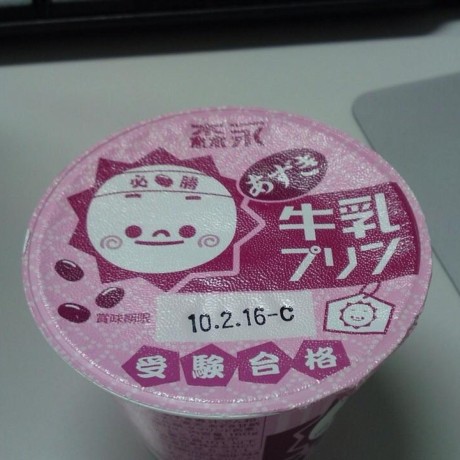 森永
あずき
必勝
牛乳
プリン
賞味期限
10.2.16-C
受験合格